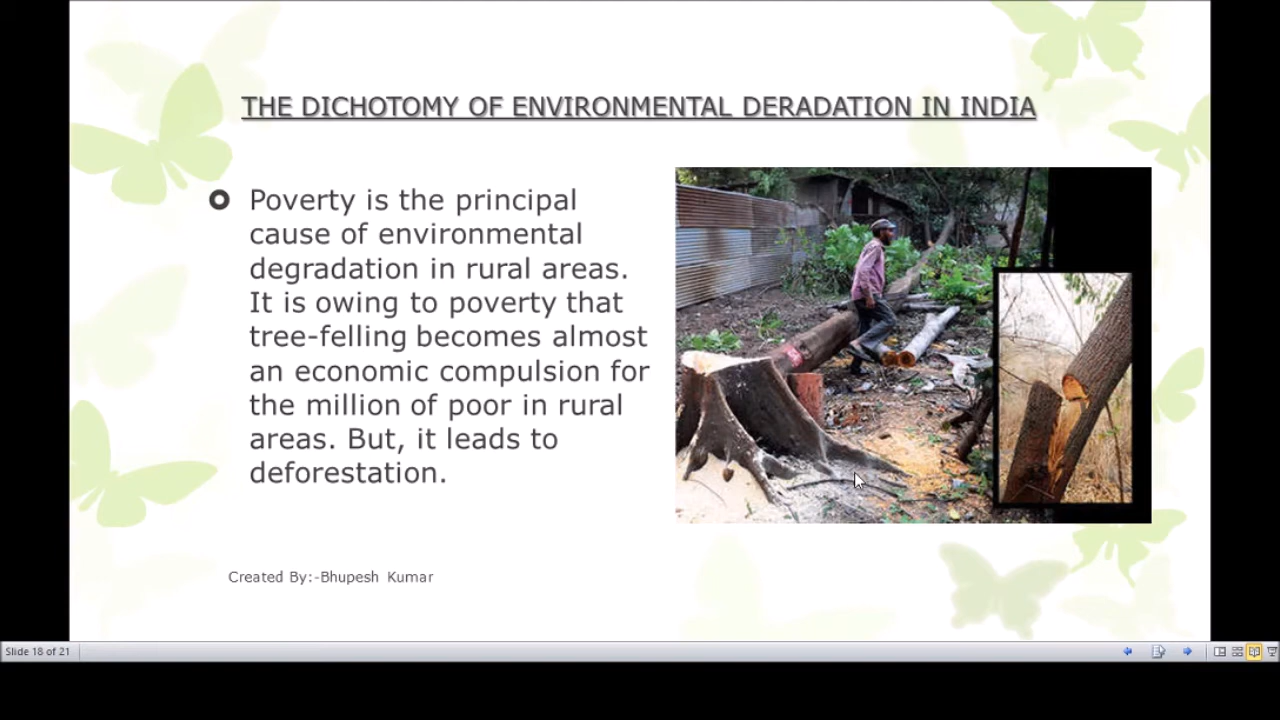 THE DICHOTOMY OF ENVIRONMENTAL DERADATION IN INDIA
Poverty is the principal
cause of environmental
degradation in rural areas.
It is owing to poverty that
tree-felling becomes almost
an economic compulsion for
the million of poor in rural
areas. But, it leads to
deforestation.
Created By:-Bhupesh Kumar
Slide 18 of 21